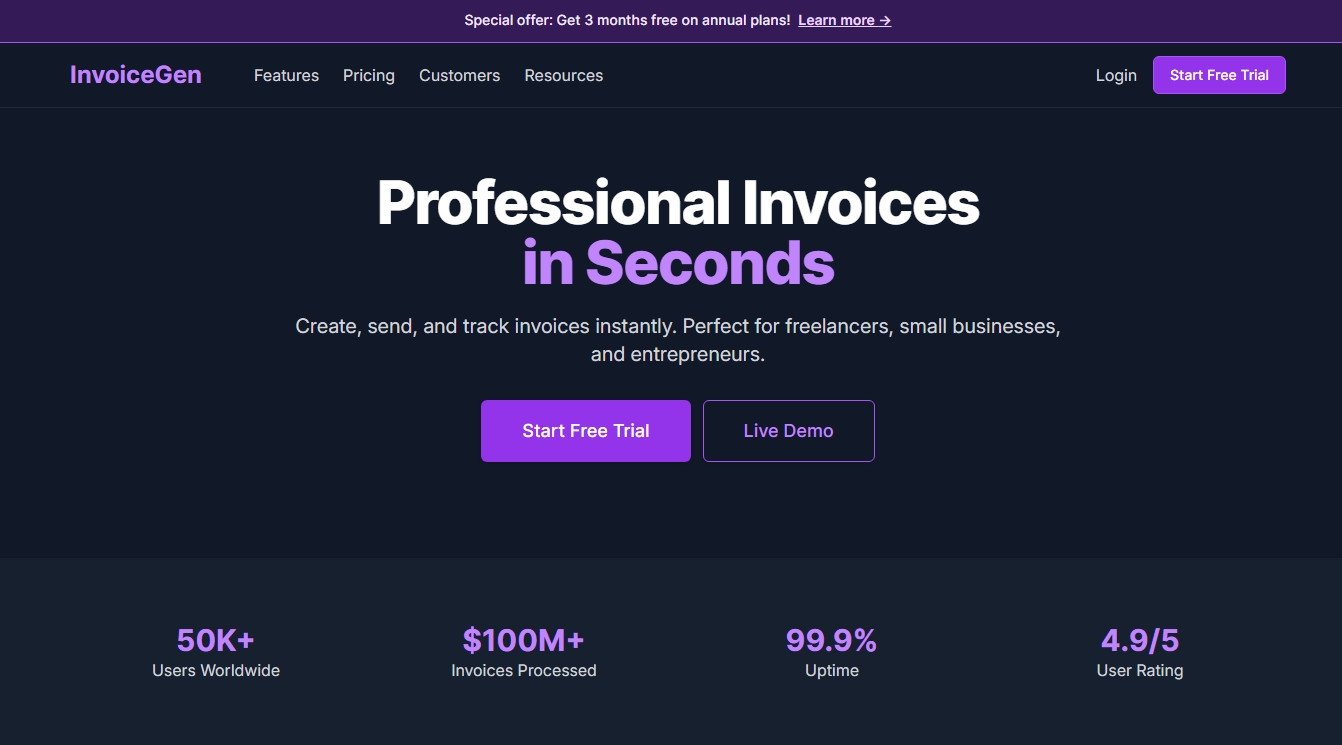 Special offer: Get 3 months free on annual plans! Learn more →
InvoiceGen Features Pricing Customers Resources Login Start Free Trial
Professional Invoices
in Seconds
Create, send, and track invoices instantly. Perfect for freelancers, small businesses,
and entrepreneurs.
Start Free Trial Live Demo
50K+ $100M+ 99.9% 4.9/5
Users Worldwide Invoices Processed Uptime User Rating